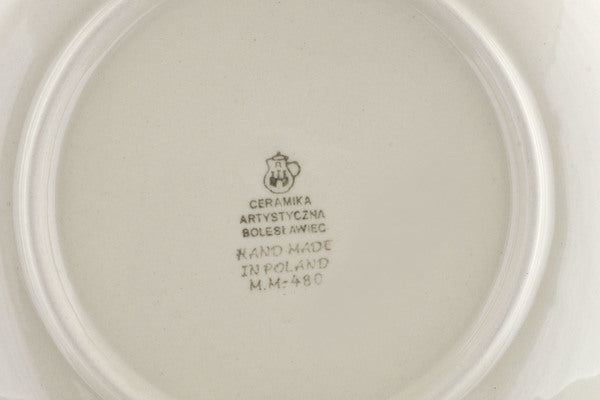 CERAMIKA
ARTYSTYCZNA
BOLESŁAWIEC
HAND MADE
IN POLAND
M.M-480